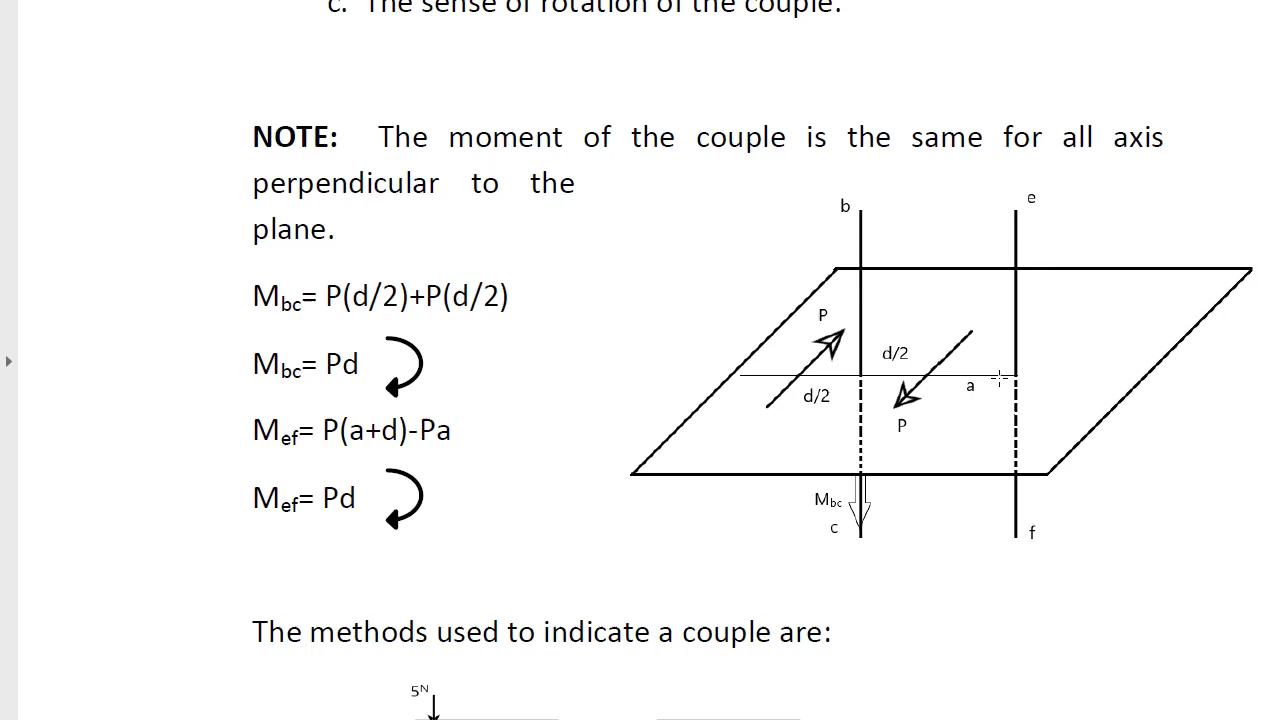 c. The sense of rotation of the couple.
NOTE: The moment of the couple is the same for all axis
perpendicular to the
plane.
Mbc= P(d/2)+P(d/2)
Mbc= Pd
Mef= P(a+d)-Pa
Mef= Pd
b
e
P
d/2
d/2
a
P
Mbc
c
f
The methods used to indicate a couple are:
5N